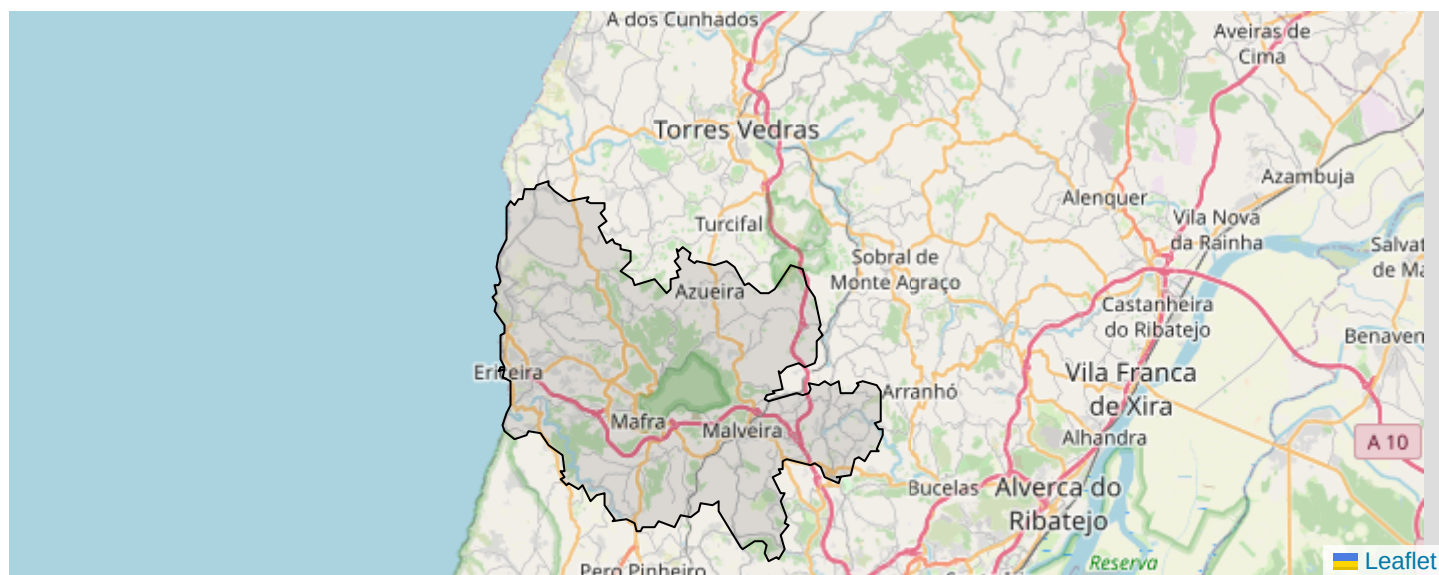 A dos Cunhados
Aveiras de
Cima
Torres Vedras
Azambuja
Alenquer
Vila Nova
da Rainha
Turcifal
Sobral de
Monte Agraço
Salvat
de Ma
Azueira
Castanheira
do Ribatejo
Benaven
Ericeira
Vila Franca
de Xira
Arranhó
Mafra
Malveira
Alhandra
A 10
Bucelas
Alverca do
Ribatejo
Reserva
Pero Pinheiro
Leaflet